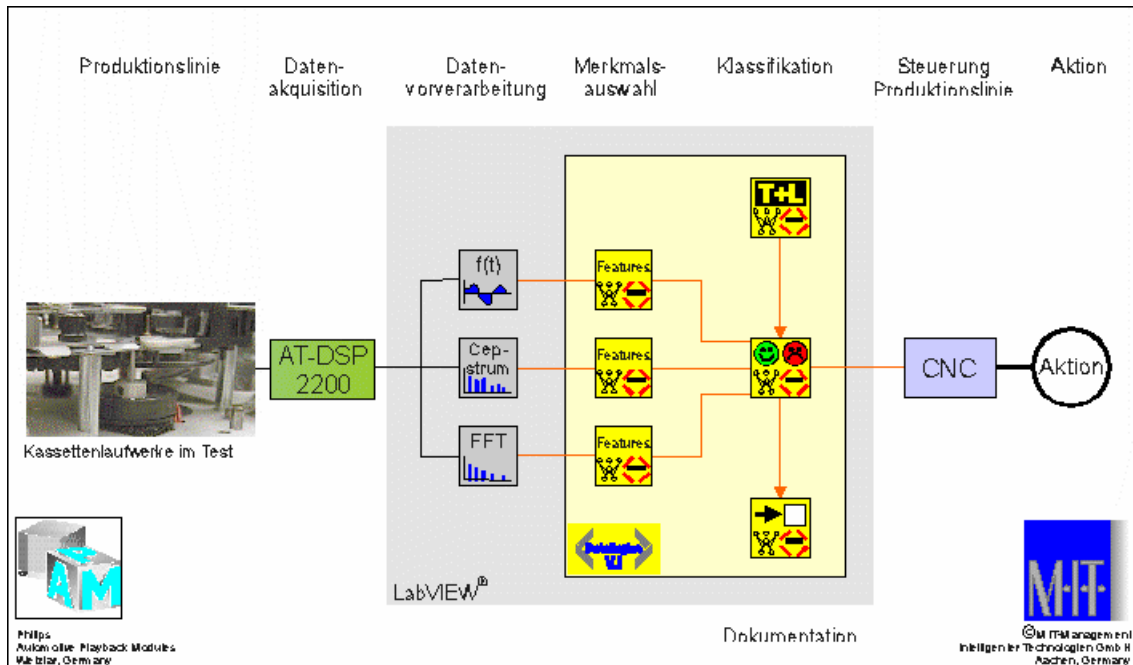 Produktionslinie
Daten-
akquisition
Daten-
vorverarbeitung
Merkmals-
auswahl
Klassifikation
Steuerung
Produktionslinie
Aktion
T+L
f(t)
Features
AT-DSP
2200
Cep-
strum
Features
CNC
Aktion
Kassettenlaufwerke im Test
FFT
Features
LabVIEW®
AM
Philips
Automotive Playback Modules
Wetzlar, Germany
Dokumentation
M·I·T·
© MIT-Management
Intelligenter Technologien GmbH
Aachen, Germany